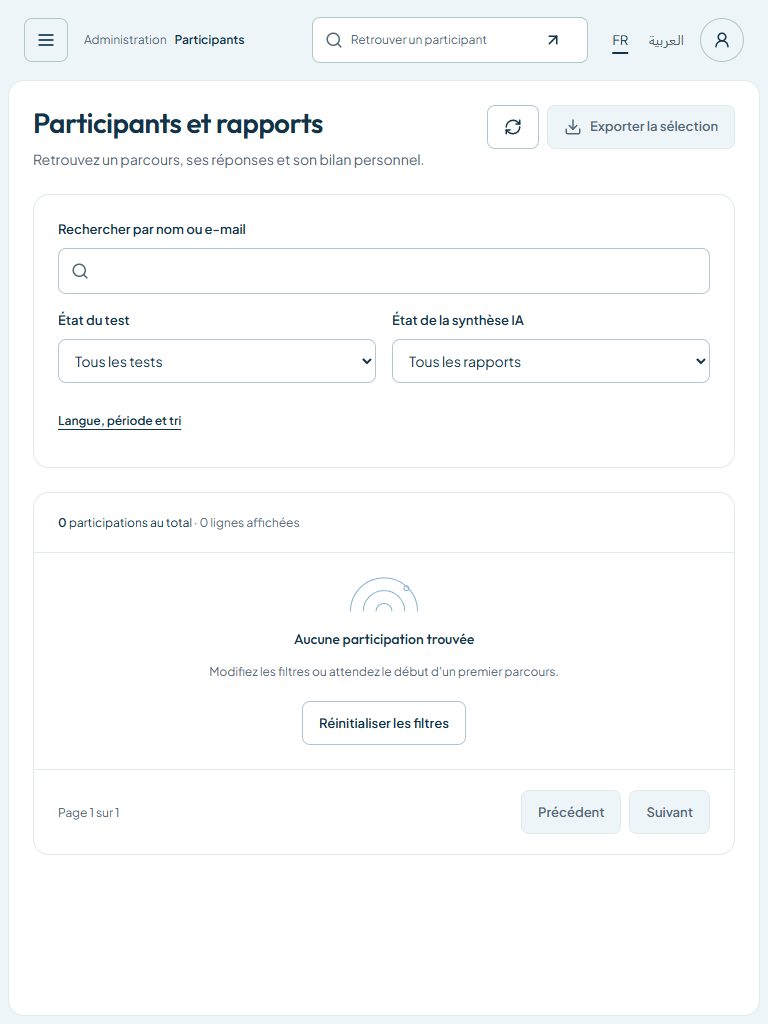 Administration Participants
Retrouver un participant
FR
العربية
Participants et rapports
Retrouvez un parcours, ses réponses et son bilan personnel.
Exporter la sélection
Rechercher par nom ou e-mail
État du test
État de la synthèse IA
Tous les tests
Tous les rapports
Langue, période et tri
0 participations au total · 0 lignes affichées
Aucune participation trouvée
Modifiez les filtres ou attendez le début d’un premier parcours.
Réinitialiser les filtres
Page 1 sur 1
Précédent
Suivant